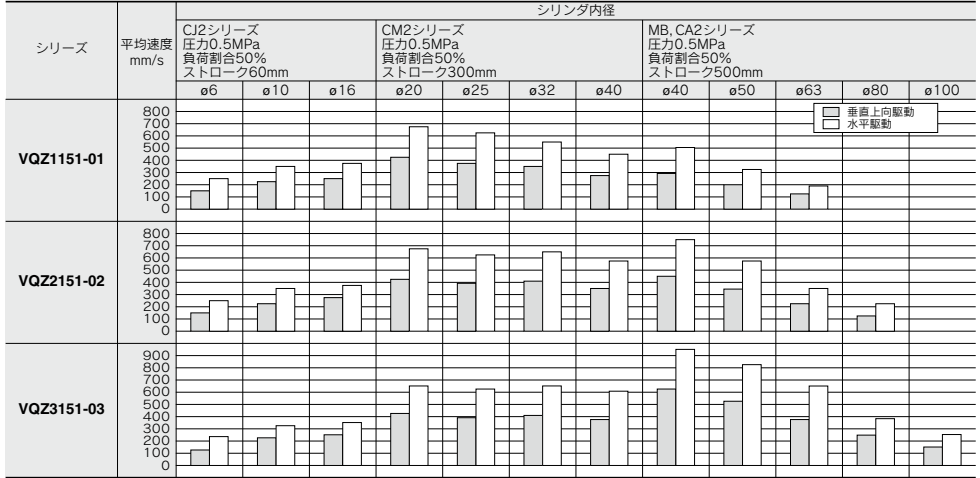 シリンダ内径
シリーズ
平均速度
mm/s
CJ2シリーズ
圧力0.5MPa
負荷割合50%
ストローク60mm
CM2シリーズ
圧力0.5MPa
負荷割合50%
ストローク300mm
MB, CA2シリーズ
圧力0.5MPa
負荷割合50%
ストローク500mm
ø6 ø10 ø16 ø20 ø25 ø32 ø40 ø40 ø50 ø63 ø80 ø100
垂直上向駆動
水平駆動
VQZ1151-01
800
700
600
500
400
300
200
100
0
VQZ2151-02
800
700
600
500
400
300
200
100
0
VQZ3151-03
900
800
700
600
500
400
300
200
100
0